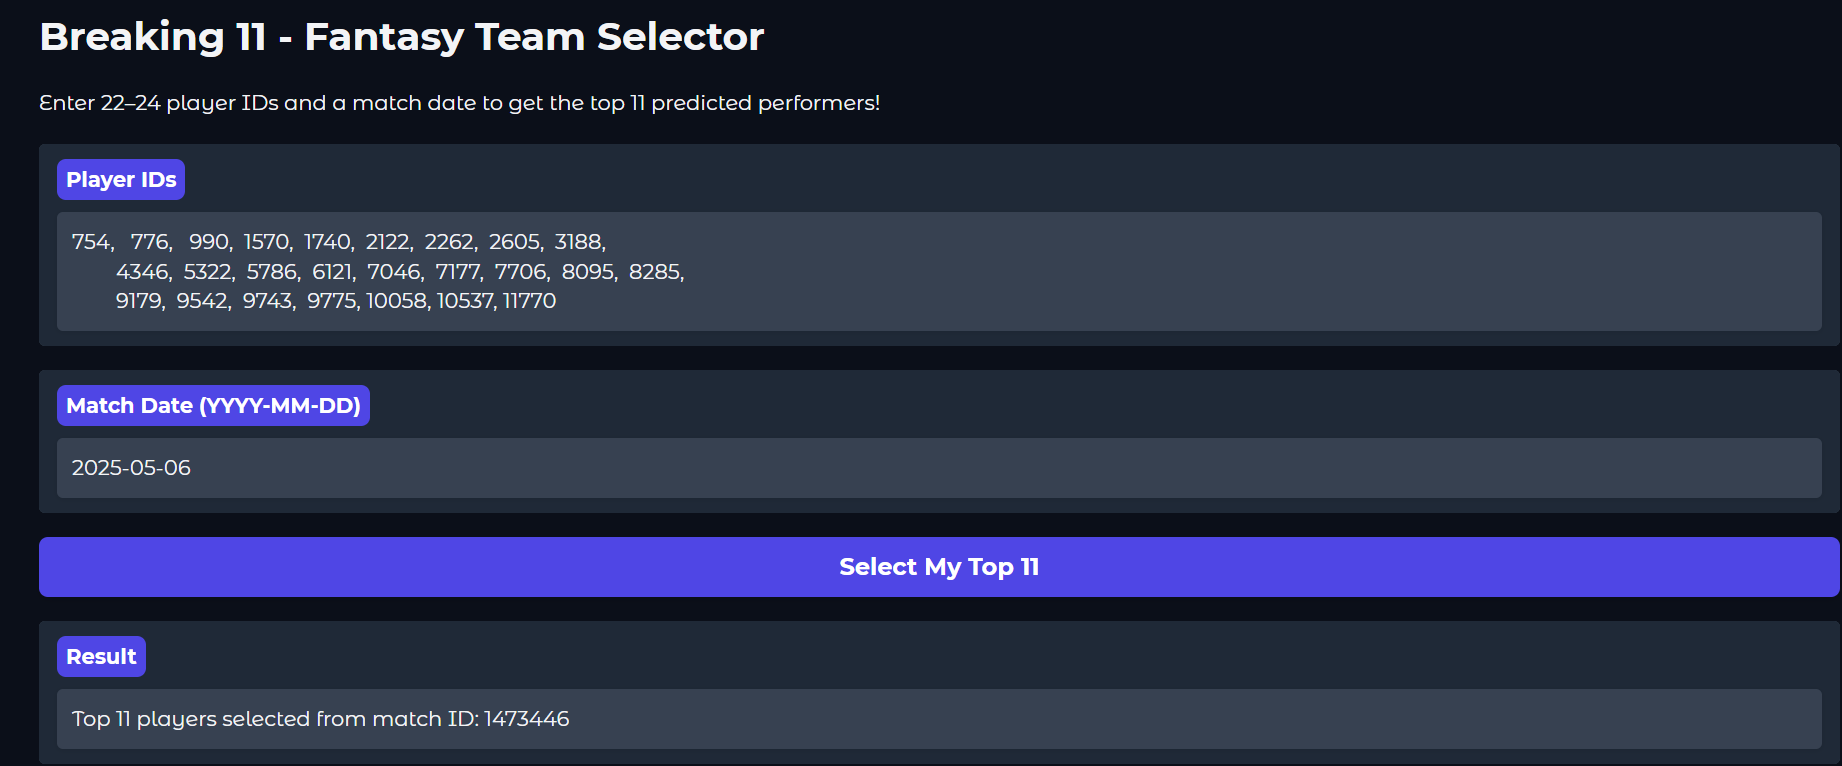 Breaking 11 - Fantasy Team Selector
Enter 22–24 player IDs and a match date to get the top 11 predicted performers!
Player IDs
754, 776, 990, 1570, 1740, 2122, 2262, 2605, 3188,
4346, 5322, 5786, 6121, 7046, 7177, 7706, 8095, 8285,
9179, 9542, 9743, 9775, 10058, 10537, 11770
Match Date (YYYY-MM-DD)
2025-05-06
Select My Top 11
Result
Top 11 players selected from match ID: 1473446